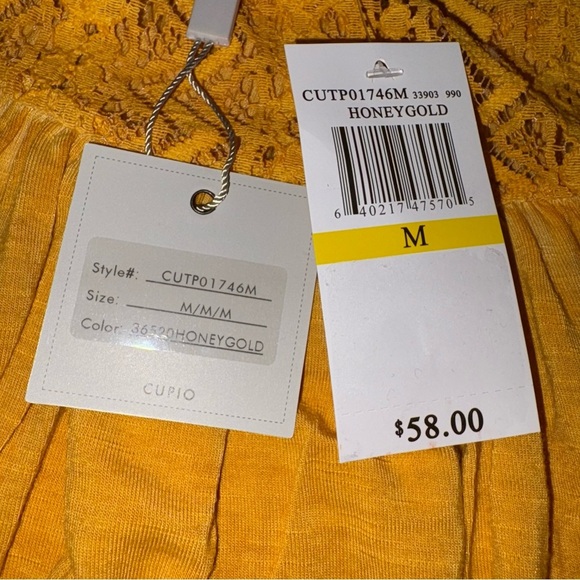 Style#: CUTP01746M
Size: M/M/M
Color: 36520HONEYGOLD
CUPIO
CUTP01746M 33903 990
HONEYGOLD
6 40217 47570 5
M
$58.00